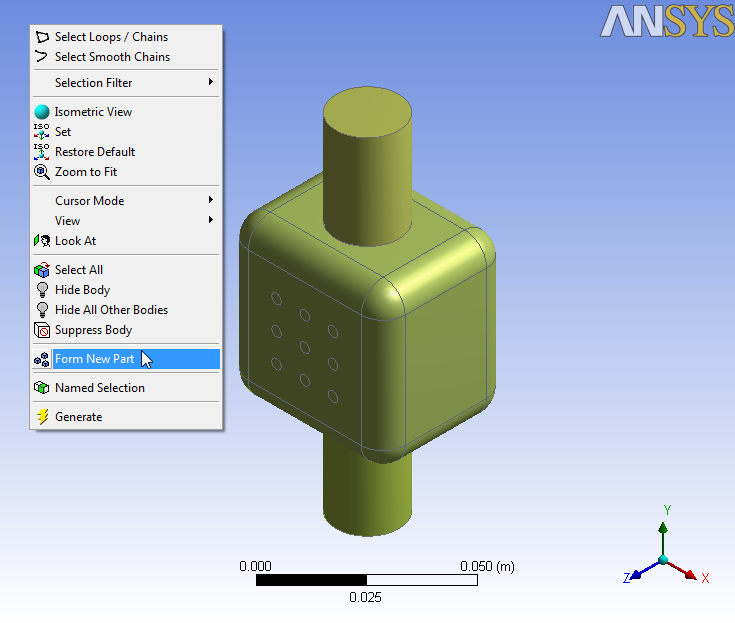 ANSYS
Select Loops / Chains
Select Smooth Chains
Selection Filter
Isometric View
ISO Set
ISO Restore Default
Zoom to Fit
Cursor Mode
View
Look At
Select All
Hide Body
Hide All Other Bodies
Suppress Body
Form New Part
Named Selection
Generate
0.000 0.050 (m)
0.025
Y
Z X